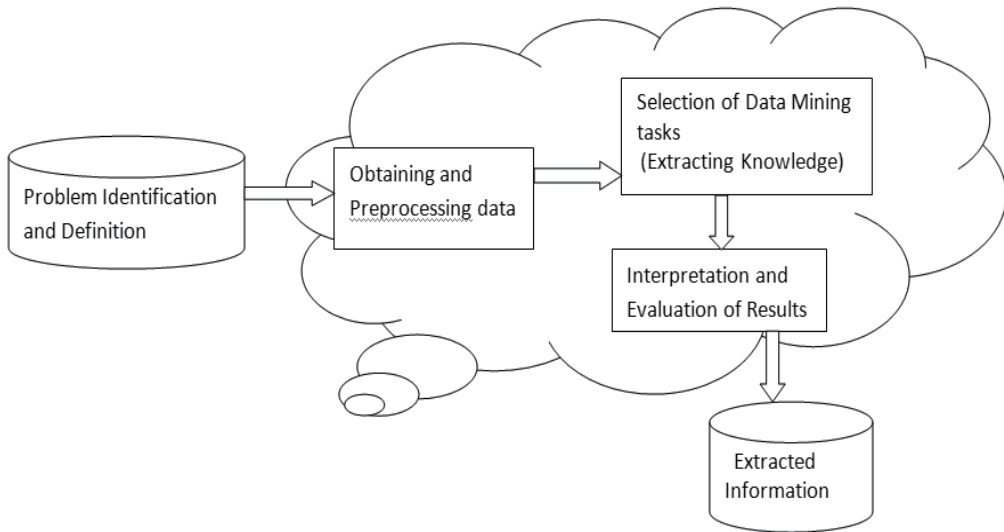 Problem Identification
and Definition
Obtaining and
Preprocessing data
Selection of Data Mining
tasks
(Extracting Knowledge)
Interpretation and
Evaluation of Results
Extracted
Information